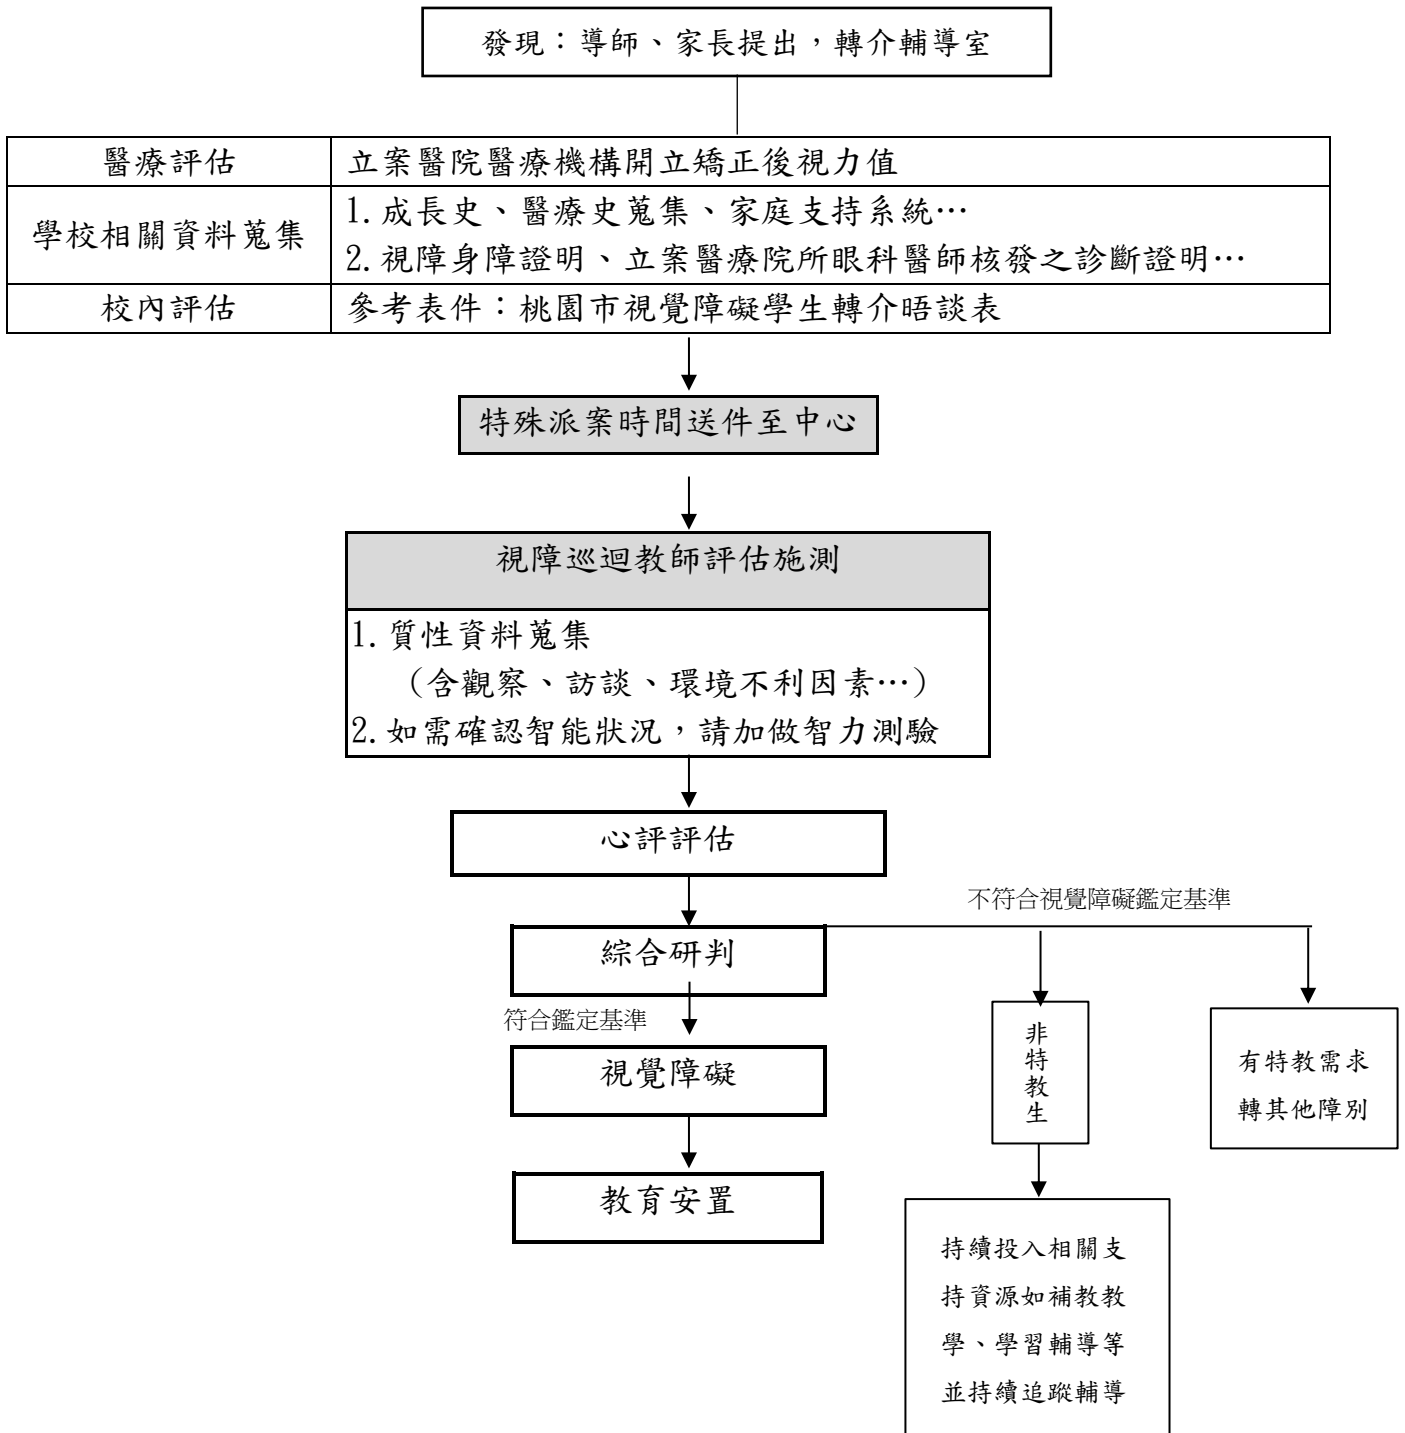 發現：導師、家長提出，轉介輔導室
醫療評估
立案醫院醫療機構開立矯正後視力值
學校相關資料蒐集
1.成長史、醫療史蒐集、家庭支持系統…
2.視障身障證明、立案醫療院所眼科醫師核發之診斷證明…
校內評估
參考表件：桃園市視覺障礙學生轉介晤談表
特殊派案時間送件至中心
視障巡迴教師評估施測
1.質性資料蒐集
（含觀察、訪談、環境不利因素…）
2.如需確認智能狀況，請加做智力測驗
心評評估
不符合視覺障礙鑑定基準
綜合研判
符合鑑定基準
視覺障礙
教育安置
非
特
教
生
有特教需求
轉其他障別
持續投入相關支
持資源如補教教
學、學習輔導等
並持續追蹤輔導